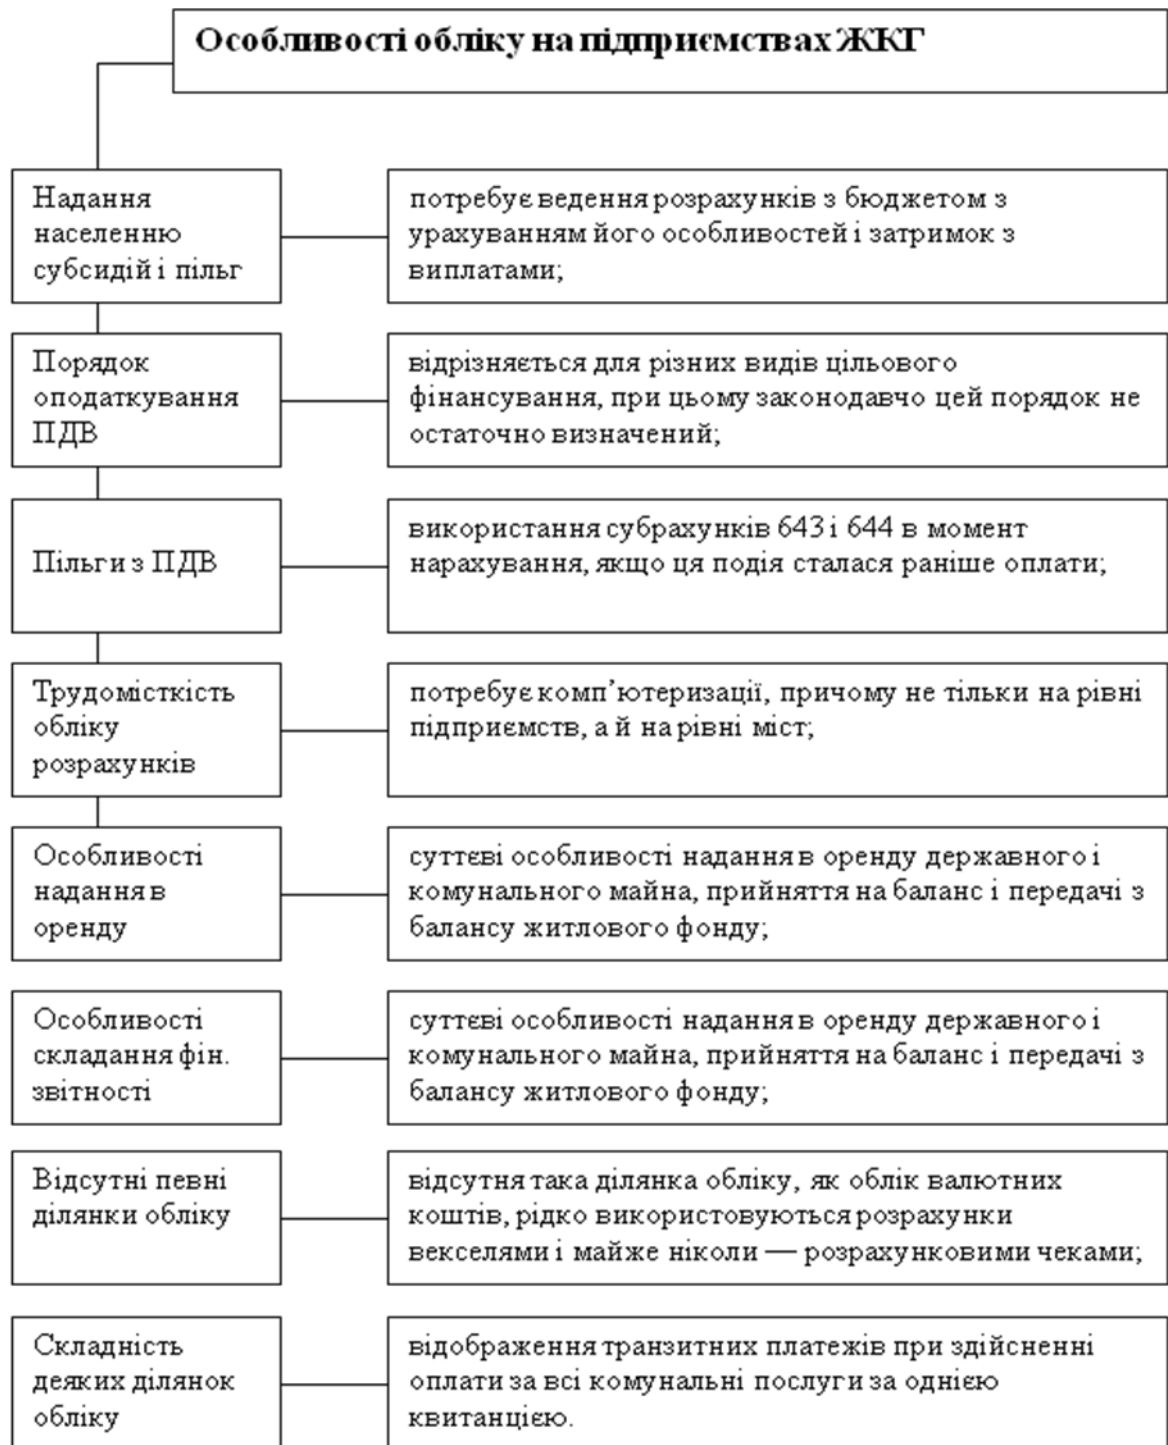 Особливості обліку на підприємствах ЖКГ
Надання
населенню
субсидій і пільг
потребує ведення розрахунків з бюджетом з
урахуванням його особливостей і затримок з
виплатами;
Порядок
оподаткування
ПДВ
відрізняється для різних видів цільового
фінансування, при цьому законодавчо цей порядок не
остаточно визначений;
Пільги з ПДВ
використання субрахунків 643 і 644 в момент
нарахування, якщо ця подія сталася раніше оплати;
Трудомісткість
обліку
розрахунків
потребує комп’ютеризації, причому не тільки на рівні
підприємств, а й на рівні міст;
Особливості
надання в
оренду
суттєві особливості надання в оренду державного і
комунального майна, прийняття на баланс і передачі з
балансу житлового фонду;
Особливості
складання фін.
звітності
суттєві особливості надання в оренду державного і
комунального майна, прийняття на баланс і передачі з
балансу житлового фонду;
Відсутні певні
ділянки обліку
відсутня така ділянка обліку, як облік валютних
коштів, рідко використовуються розрахунки
векселями і майже ніколи — розрахунковими чеками;
Складність
деяких ділянок
обліку
відображення транзитних платежів при здійсненні
оплати за всі комунальні послуги за однією
квитанцією.